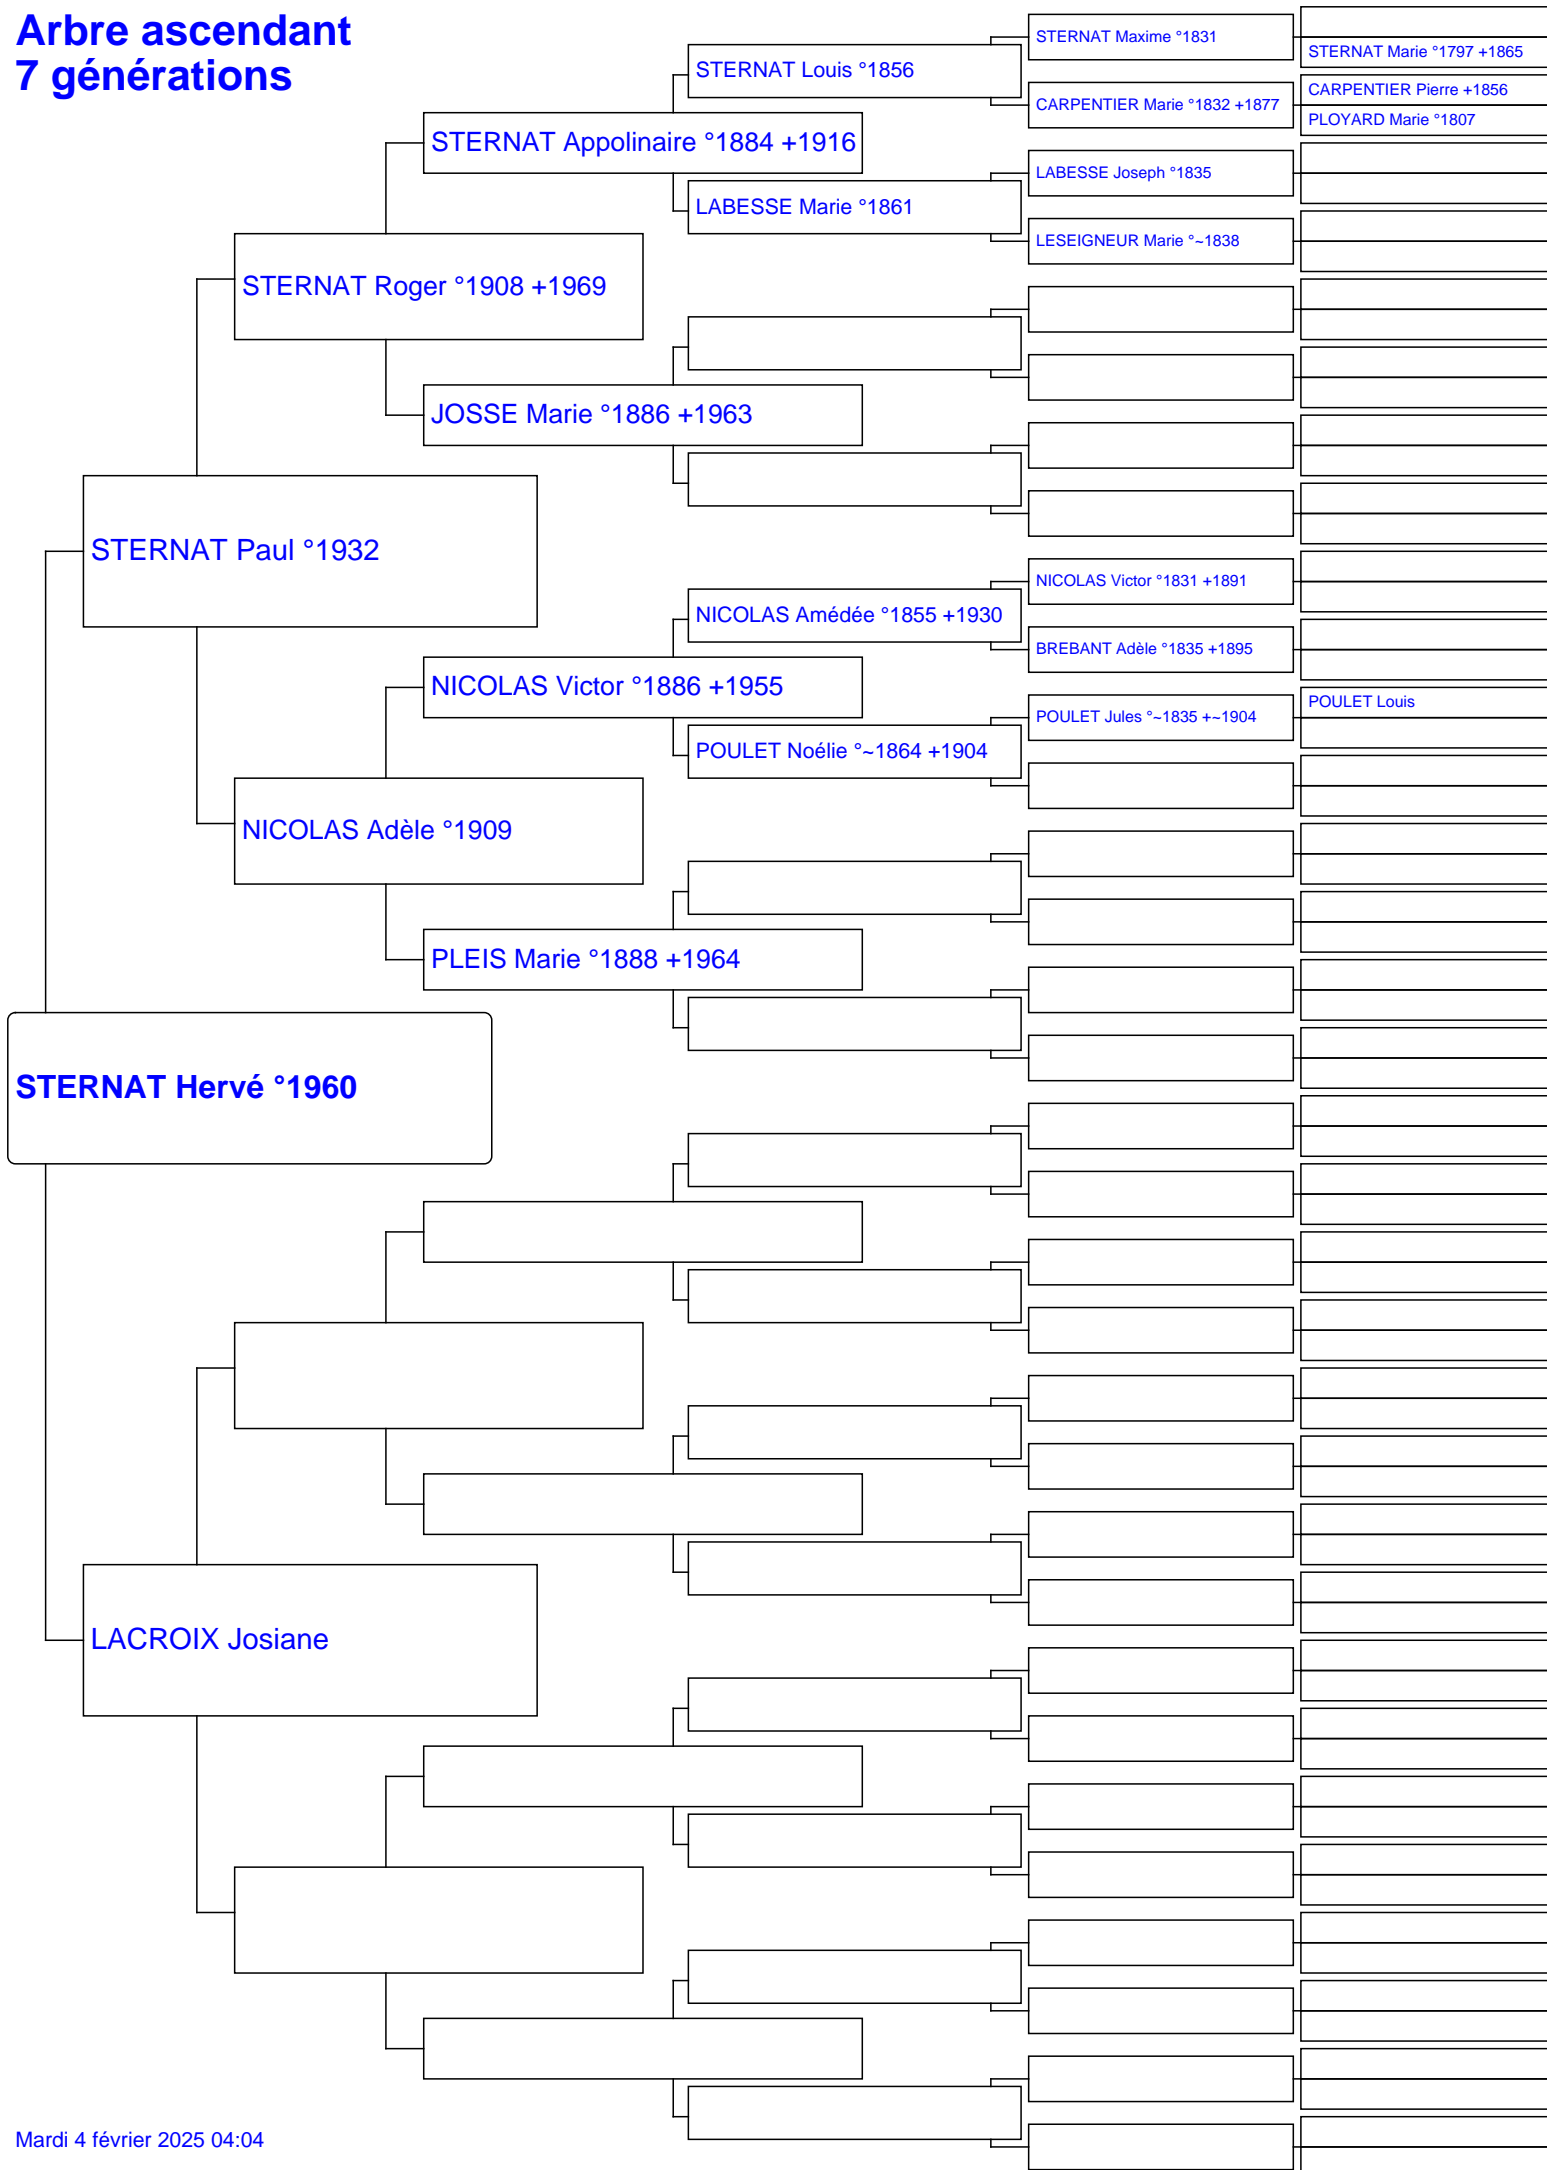 Arbre ascendant
7 générations
STERNAT Maxime °1831
STERNAT Marie °1797 +1865
STERNAT Louis °1856
CARPENTIER Pierre +1856
CARPENTIER Marie °1832 +1877
PLOYARD Marie °1807
STERNAT Appolinaire °1884 +1916
LABESSE Joseph °1835
LABESSE Marie °1861
LESEIGNEUR Marie °~1838
STERNAT Roger °1908 +1969
JOSSE Marie °1886 +1963
STERNAT Paul °1932
NICOLAS Victor °1831 +1891
NICOLAS Amédée °1855 +1930
BREBANT Adèle °1835 +1895
NICOLAS Victor °1886 +1955
POULET Louis
POULET Jules °~1835 +~1904
POULET Noélie °~1864 +1904
NICOLAS Adèle °1909
PLEIS Marie °1888 +1964
STERNAT Hervé °1960
LACROIX Josiane
Mardi 4 février 2025 04:04